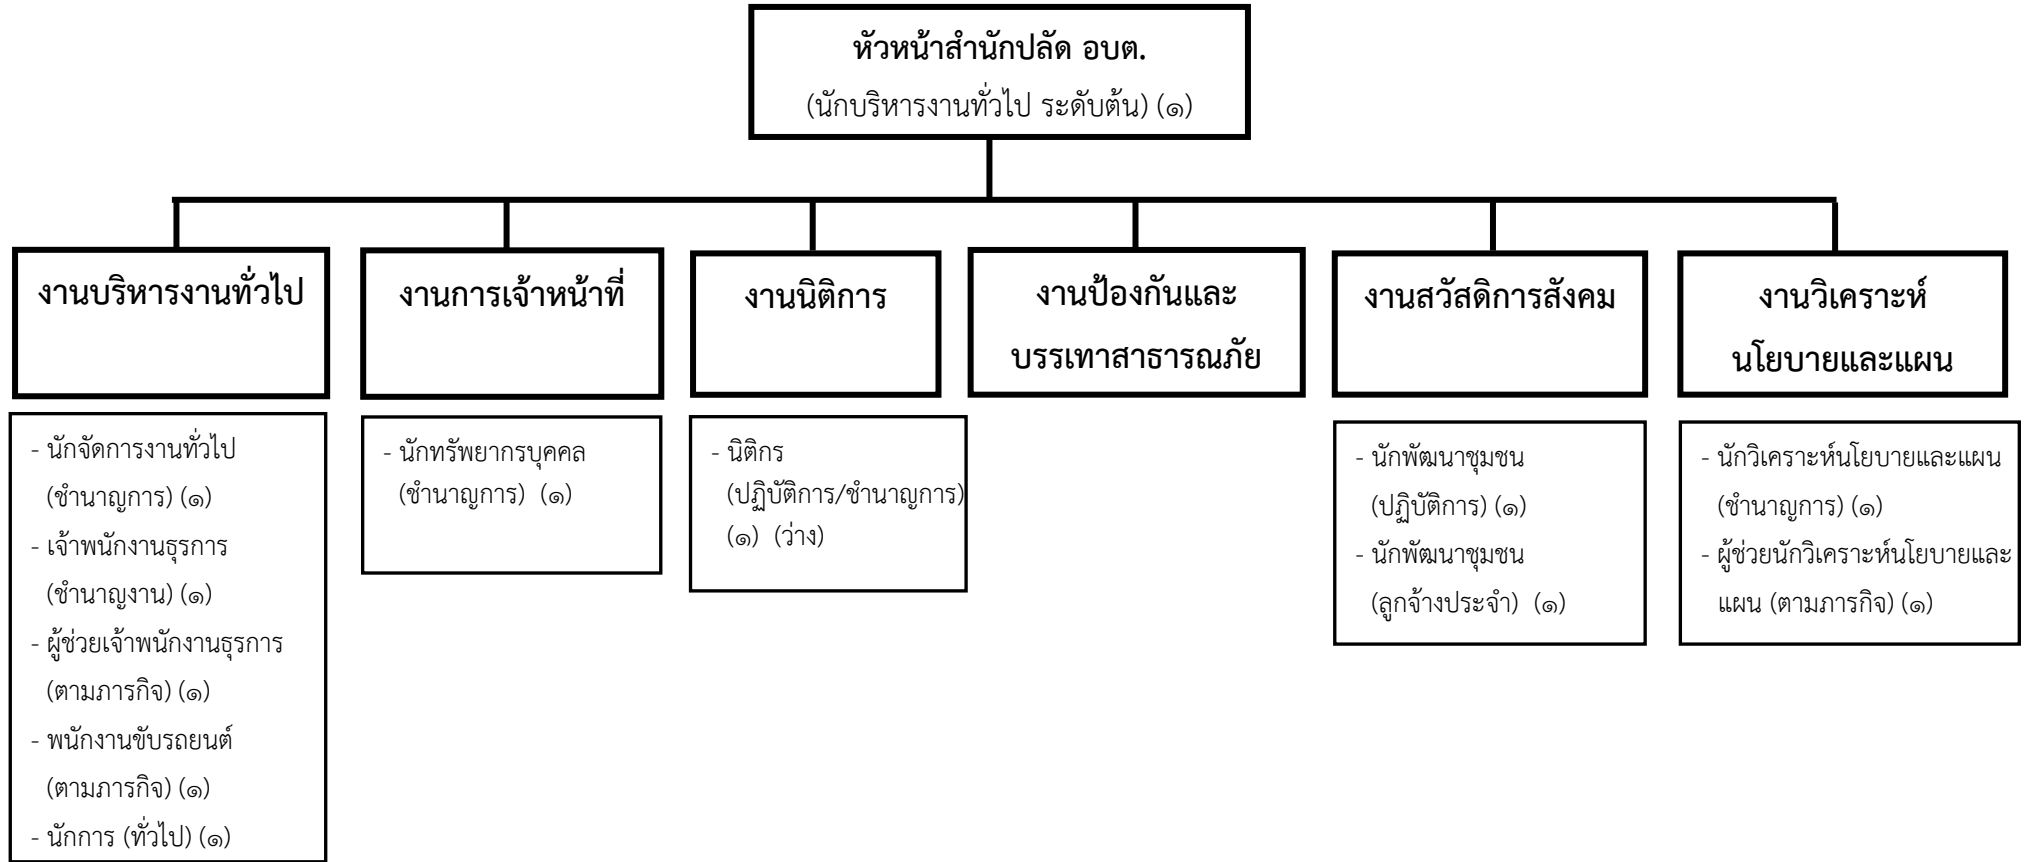 หัวหน้าสำนักปลัด อบต.
(นักบริหารงานทั่วไป ระดับต้น) (๑)
งานบริหารงานทั่วไป
งานการเจ้าหน้าที่
งานนิติการ
งานป้องกันและ
บรรเทาสาธารณภัย
งานสวัสดิการสังคม
งานวิเคราะห์
นโยบายและแผน
- นักจัดการงานทั่วไป
(ชำนาญการ) (๑)
- เจ้าพนักงานธุรการ
(ชำนาญงาน) (๑)
- ผู้ช่วยเจ้าพนักงานธุรการ
(ตามภารกิจ) (๑)
- พนักงานขับรถยนต์
(ตามภารกิจ) (๑)
- นักการ (ทั่วไป) (๑)
- นักทรัพยากรบุคคล
(ชำนาญการ) (๑)
- นิติกร
(ปฏิบัติการ/ชำนาญการ)
(๑) (ว่าง)
- นักพัฒนาชุมชน
(ปฏิบัติการ) (๑)
- นักพัฒนาชุมชน
(ลูกจ้างประจำ) (๑)
- นักวิเคราะห์นโยบายและแผน
(ชำนาญการ) (๑)
- ผู้ช่วยนักวิเคราะห์นโยบายและ
แผน (ตามภารกิจ) (๑)